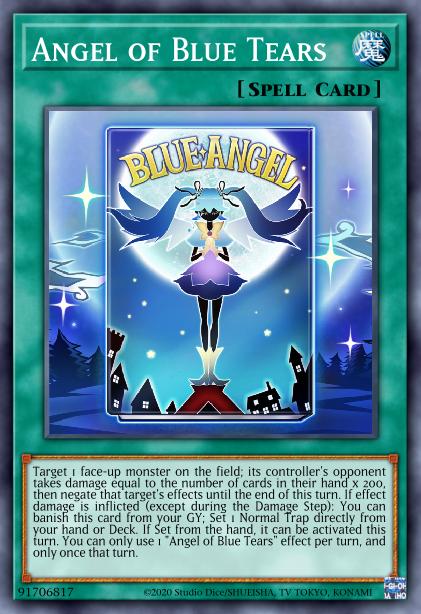 Angel of Blue Tears
SPELL
魔
[Spell Card]
BLUE✦ANGEL
Target 1 face-up monster on the field; its controller's opponent
takes damage equal to the number of cards in their hand x 200,
then negate that target's effects until the end of this turn. If effect
damage is inflicted (except during the Damage Step): You can
banish this card from your GY; Set 1 Normal Trap directly from
your hand or Deck. If Set from the hand, it can be activated this
turn. You can only use 1 "Angel of Blue Tears" effect per turn, and
only once that turn.
91706817
©2020 Studio Dice/SHUEISHA, TV TOKYO, KONAMI